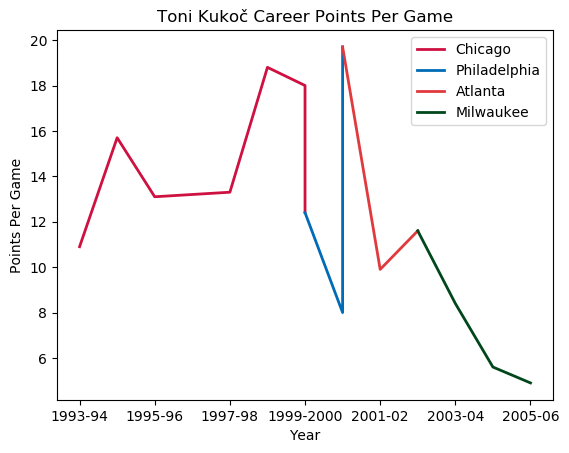 Toni Kukoč Career Points Per Game
Points Per Game
20
18
16
14
12
10
8
6
Chicago
Philadelphia
Atlanta
Milwaukee
1993-94 1995-96 1997-98 1999-2000 2001-02 2003-04 2005-06
Year